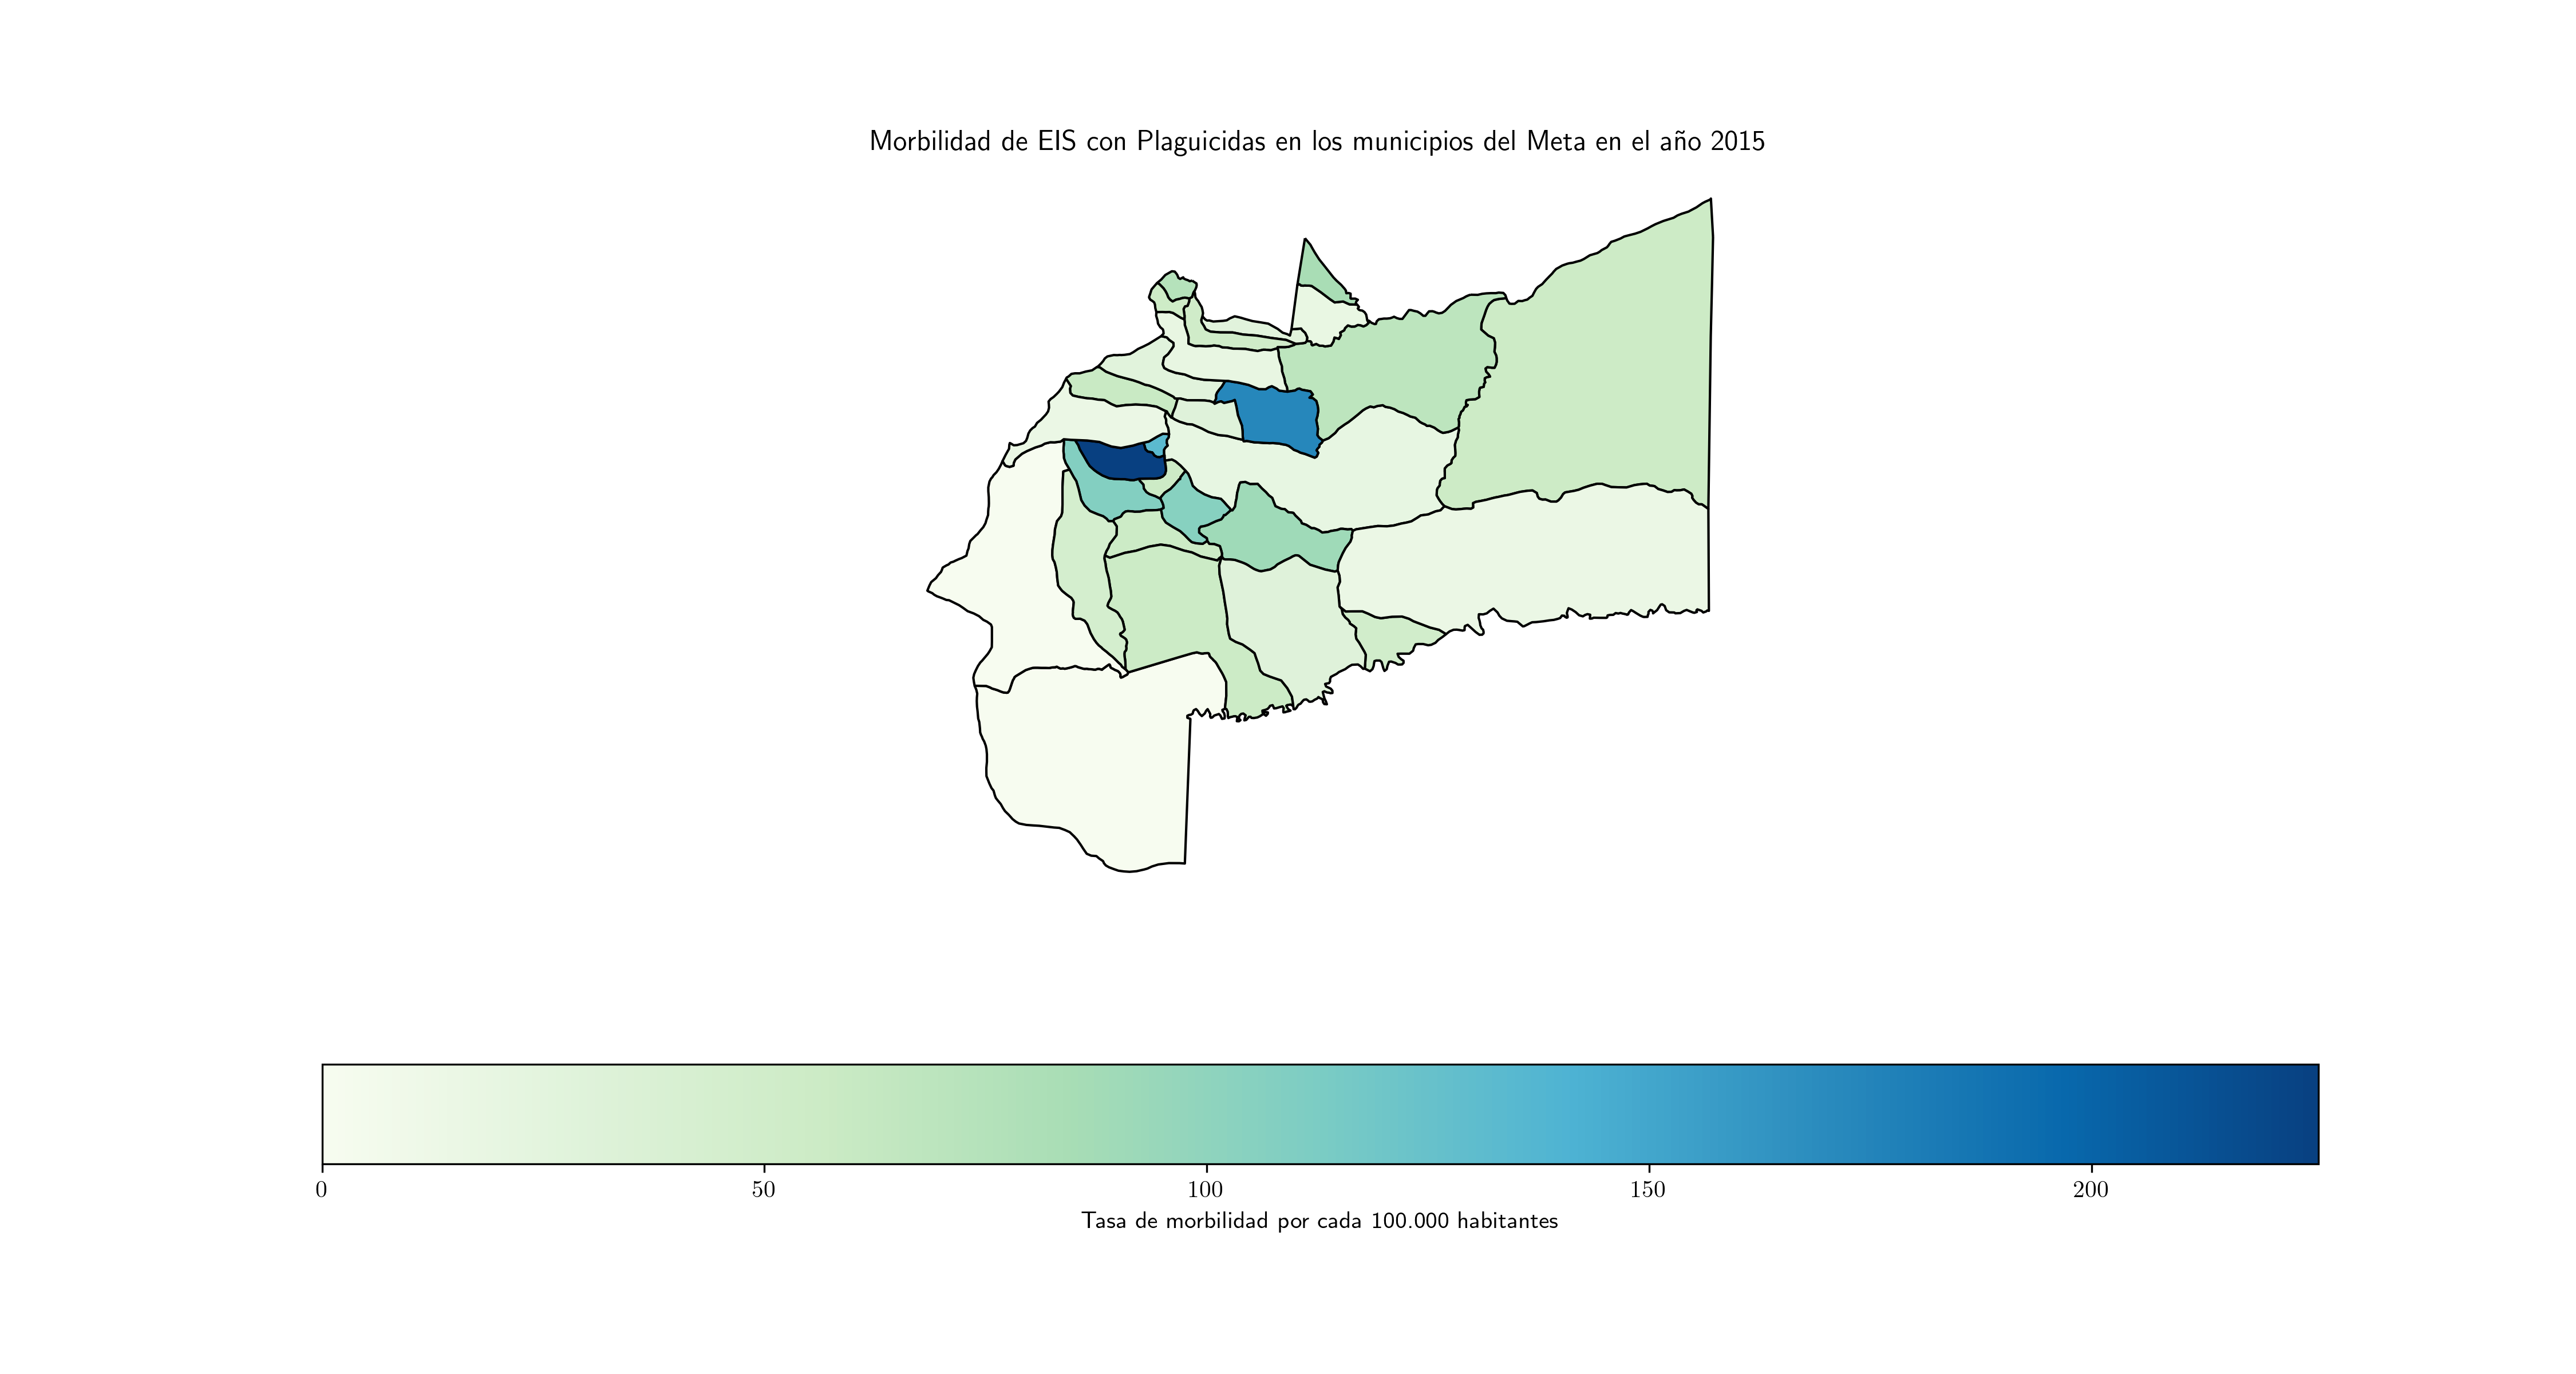 Morbilidad de EIS con Plaguicidas en los municipios del Meta en el año 2015
0 50 100 150 200
Tasa de morbilidad por cada 100.000 habitantes